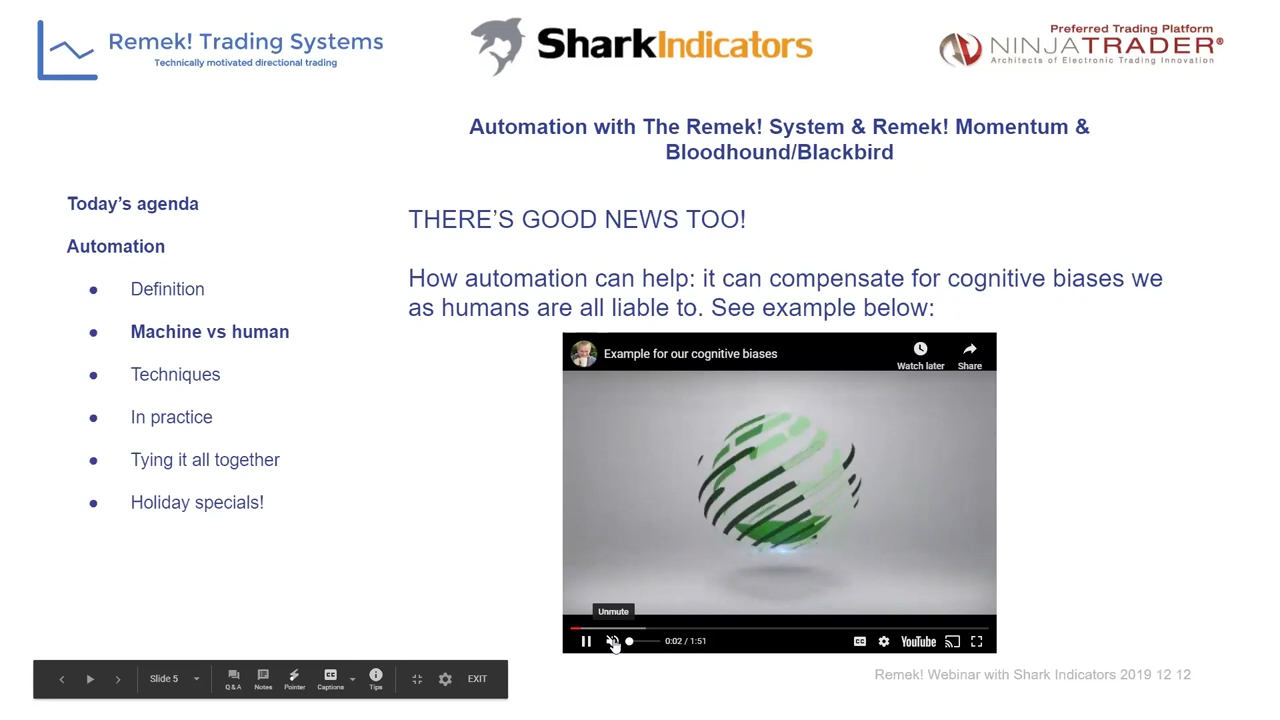 Remek! Trading Systems
Technically motivated directional trading
SharkIndicators
Preferred Trading Platform
NINJATRADER®
Architects of Electronic Trading Innovation
Automation with The Remek! System & Remek! Momentum &
Bloodhound/Blackbird
Today's agenda
Automation
● Definition
● Machine vs human
● Techniques
● In practice
● Tying it all together
● Holiday specials!
THERE'S GOOD NEWS TOO!
How automation can help: it can compensate for cognitive biases we
as humans are all liable to. See example below:
Example for our cognitive biases
Watch later
Share
Unmute
0:02 / 1:51
CC
YouTube
Slide 5
Q&A
Notes
Pointer
CC
Captions
Tips
EXIT
Remek! Webinar with Shark Indicators 2019 12 12